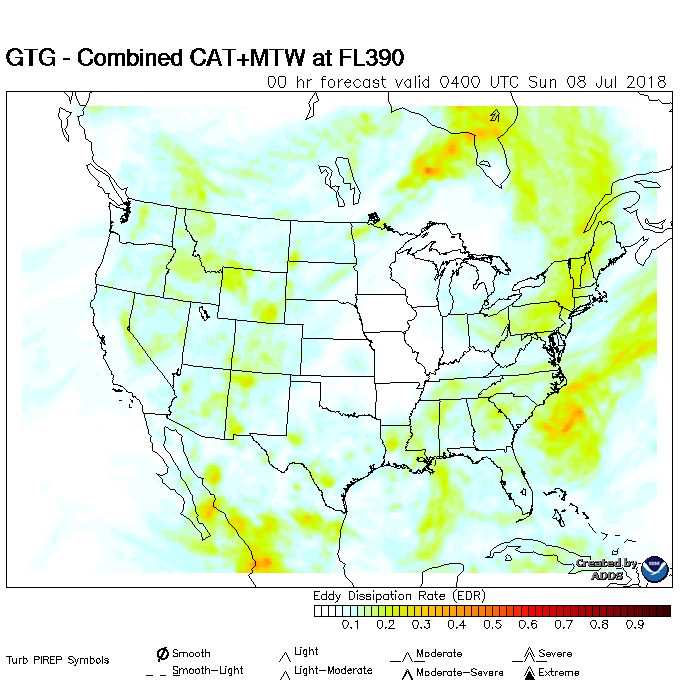 GTG - Combined CAT+MTW at FL390
00 hr forecast valid 0400 UTC Sun 08 Jul 2018
Created by
ADDS
Eddy Dissipation Rate (EDR)
0.1 0.2 0.3 0.4 0.5 0.6 0.7 0.8 0.9
Turb PIREP Symbols
Smooth Light Moderate Severe
Smooth-Light Light-Moderate Moderate-Severe Extreme